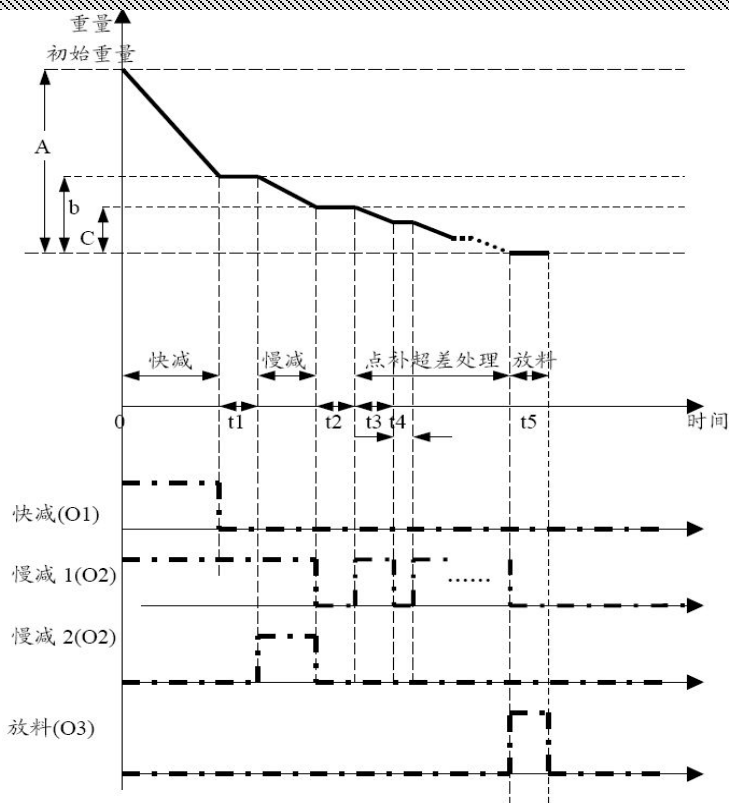 重量
初始重量
A
b
C
快减
慢减
点补超差处理
放料
0
t1
t2
t3
t4
t5
时间
快减(O1)
慢减 1(O2)
慢减 2(O2)
放料(O3)